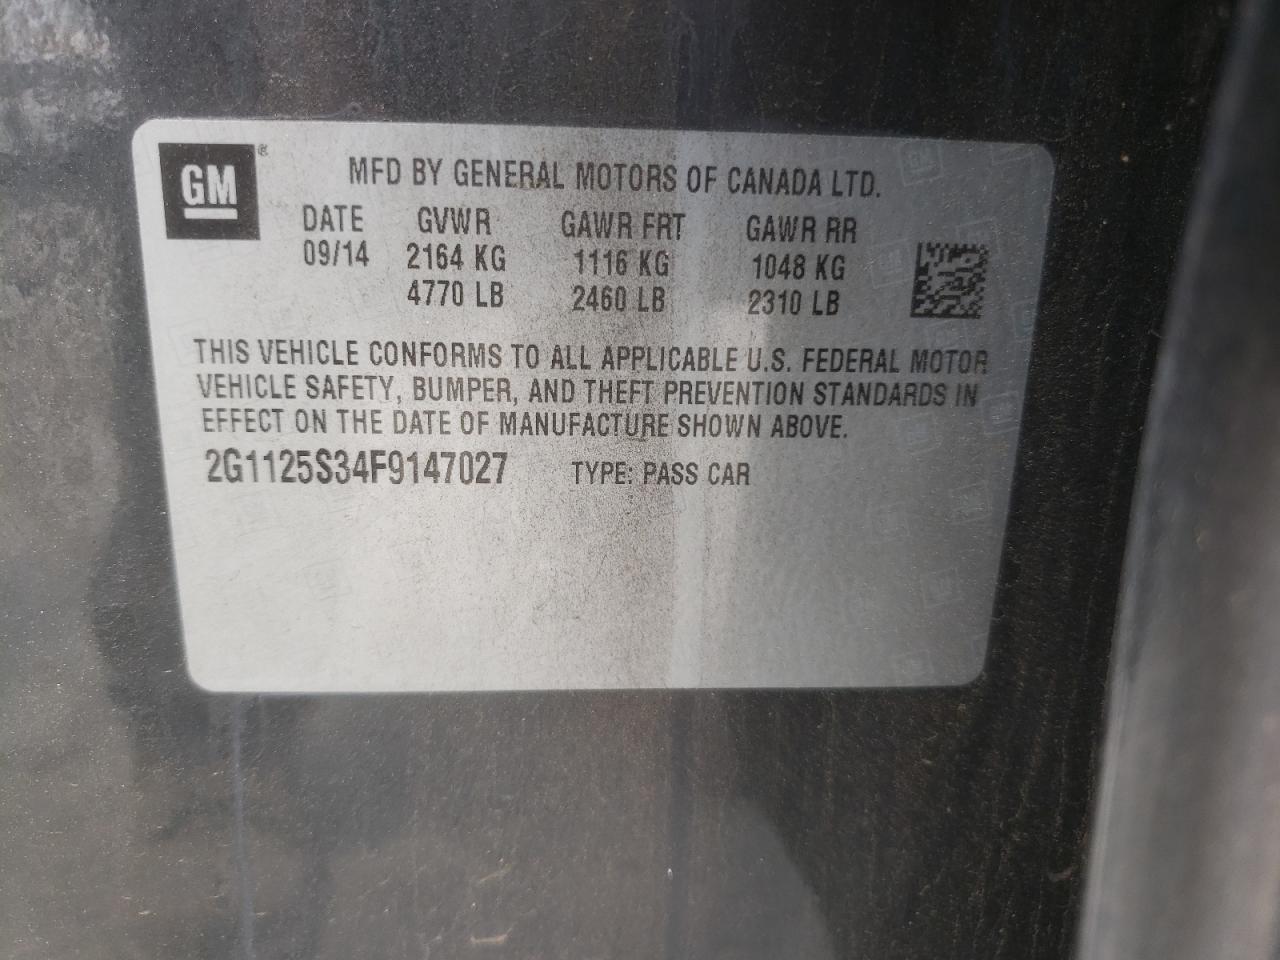 GM®
MFD BY GENERAL MOTORS OF CANADA LTD.
DATE GVWR GAWR FRT GAWR RR
09/14 2164 KG 1116 KG 1048 KG
4770 LB 2460 LB 2310 LB
THIS VEHICLE CONFORMS TO ALL APPLICABLE U.S. FEDERAL MOTOR
VEHICLE SAFETY, BUMPER, AND THEFT PREVENTION STANDARDS IN
EFFECT ON THE DATE OF MANUFACTURE SHOWN ABOVE.
2G1125S34F9147027 TYPE: PASS CAR